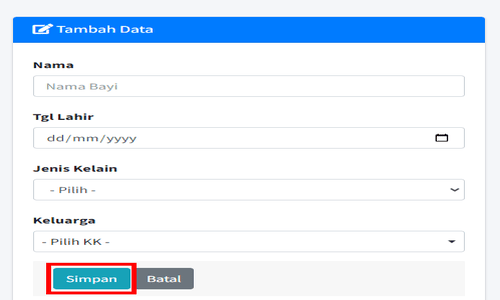 Tambah Data
Nama
Nama Bayi
Tgl Lahir
dd/mm/yyyy
Jenis Kelain
- Pilih -
Keluarga
- Pilih KK -
Simpan Batal